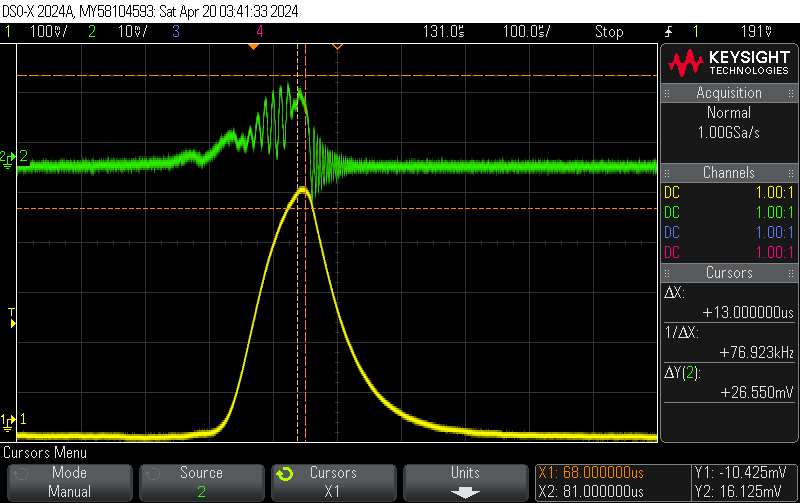 DSO-X 2024A, MY58104593: Sat Apr 20 03:41:33 2024
1 100%/ 2 10%/ 3 4 131.0% 100.0%/ Stop 1 191%
KEYSIGHT
TECHNOLOGIES
Acquisition
Normal
1.00GSa/s
Channels
DC 1.00:1
DC 1.00:1
DC 1.00:1
DC 1.00:1
Cursors
ΔX:
+13.000000us
1/ΔX:
+76.923kHz
ΔY(2):
+26.550mV
2 2
T
1 1
Cursors Menu
Mode
Manual
Source
2
Cursors
X1
Units
X1: 68.000000us
X2: 81.000000us
Y1: -10.425mV
Y2: 16.125mV